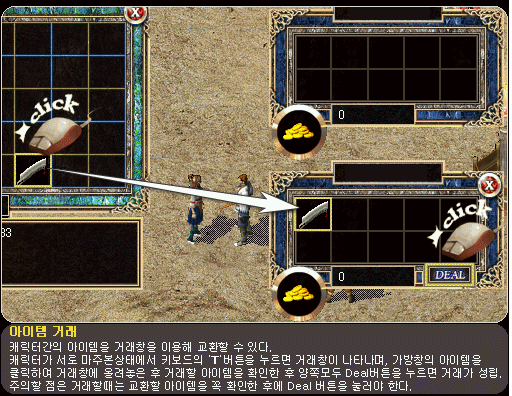 click
0
83
click
0
DEAL
아이템 거래
캐릭터간의 아이템을 거래창을 이용해 교환할 수 있다.
캐릭터가 서로 마주본상태에서 키보드의 'T' 버튼을 누르면 거래창이 나타나며, 가방창의 아이템을
클릭하여 거래창에 올려놓은 후 거래할 아이템을 확인한 후 양쪽모두 Deal버튼을 누르면 거래가 성립.
주의할 점은 거래할때는 교환할 아이템을 꼭 확인한 후에 Deal 버튼을 눌러야 한다.